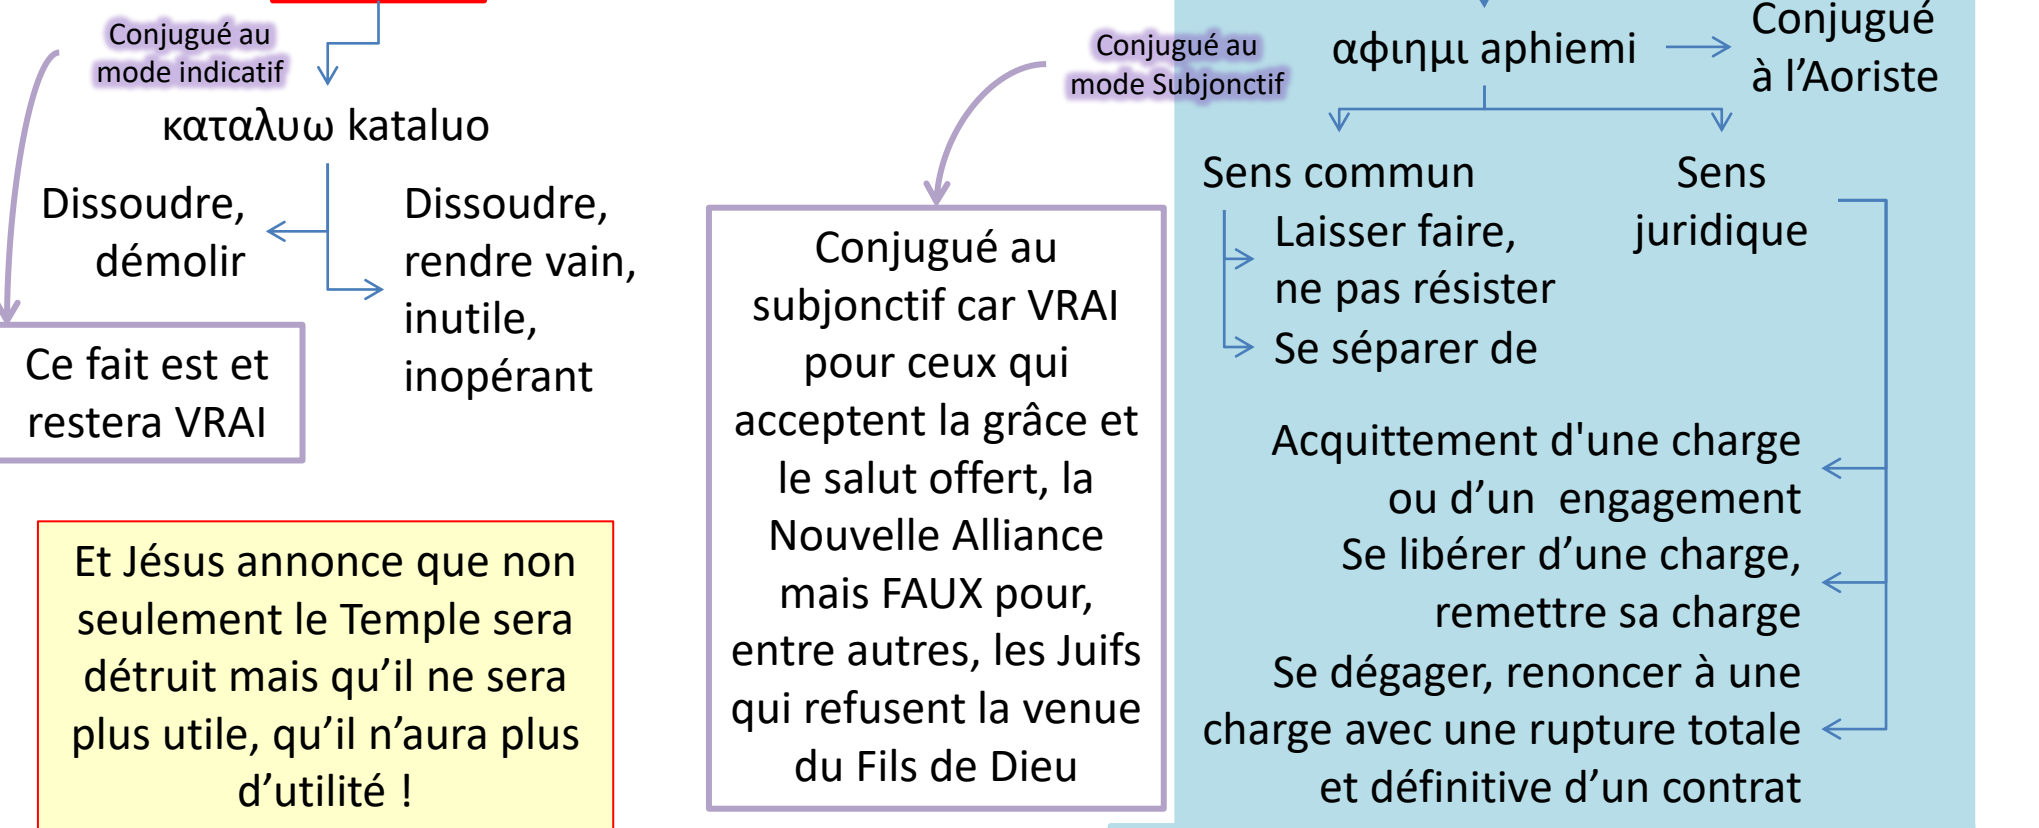 Conjugué au
mode indicatif
καταλυω kataluo
Dissoudre,
démolir
Dissoudre,
rendre vain,
inutile,
inopérant
Ce fait est et
restera VRAI
Et Jésus annonce que non
seulement le Temple sera
détruit mais qu’il ne sera
plus utile, qu’il n’aura plus
d’utilité !
Conjugué au
mode Subjonctif
Conjugué au
subjonctif car VRAI
pour ceux qui
acceptent la grâce et
le salut offert, la
Nouvelle Alliance
mais FAUX pour,
entre autres, les Juifs
qui refusent la venue
du Fils de Dieu
αφιημι aphiemi
Conjugué
à l’Aoriste
Sens commun
Laisser faire,
ne pas résister
Se séparer de
Sens
juridique
Acquittement d'une charge
ou d’un engagement
Se libérer d’une charge,
remettre sa charge
Se dégager, renoncer à une
charge avec une rupture totale
et définitive d’un contrat